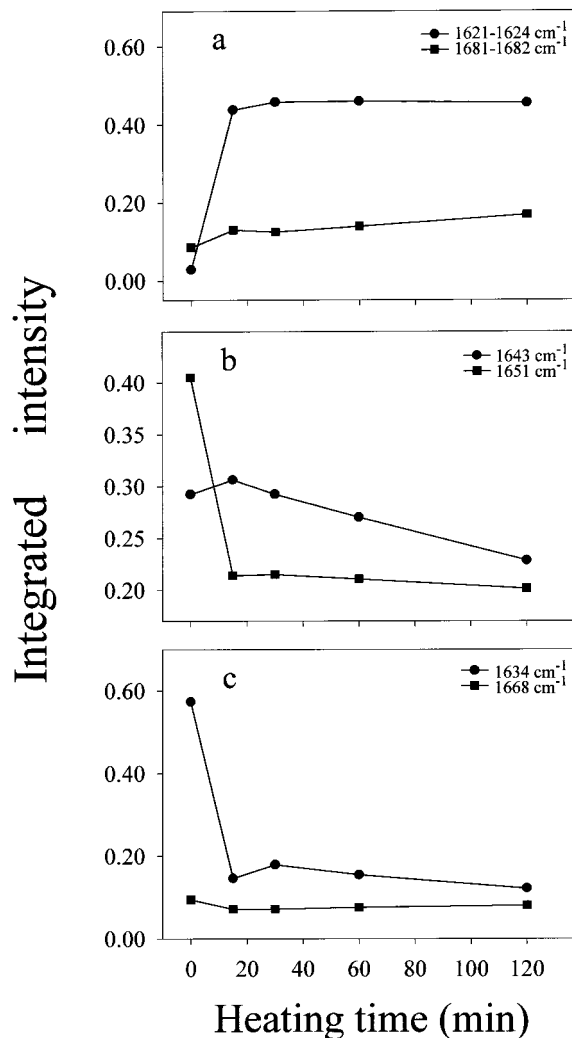 a
1621-1624 cm⁻¹
1681-1682 cm⁻¹
0.60
0.40
0.20
0.00
b
1643 cm⁻¹
1651 cm⁻¹
0.40
0.35
0.30
0.25
0.20
c
1634 cm⁻¹
1668 cm⁻¹
0.60
0.40
0.20
0.00
0 20 40 60 80 100 120
Integrated intensity
Heating time (min)